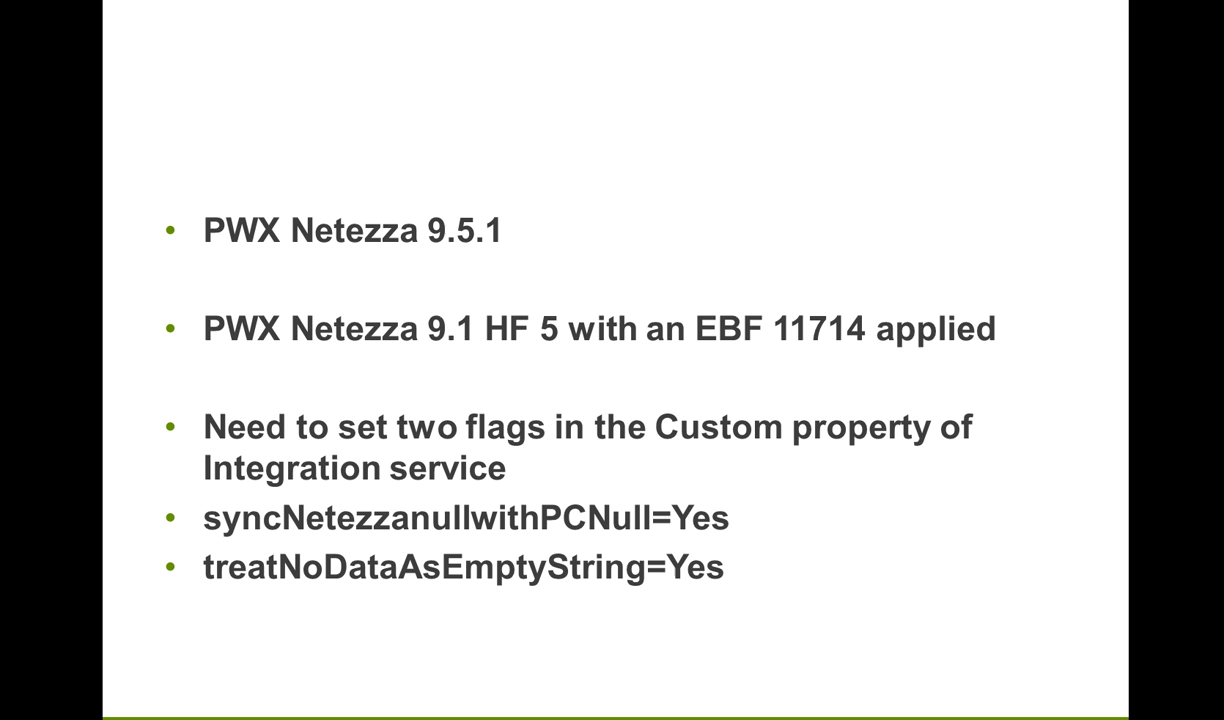 • PWX Netezza 9.5.1
• PWX Netezza 9.1 HF 5 with an EBF 11714 applied
• Need to set two flags in the Custom property of
Integration service
• syncNetezzanullwithPCNull=Yes
• treatNoDataAsEmptyString=Yes